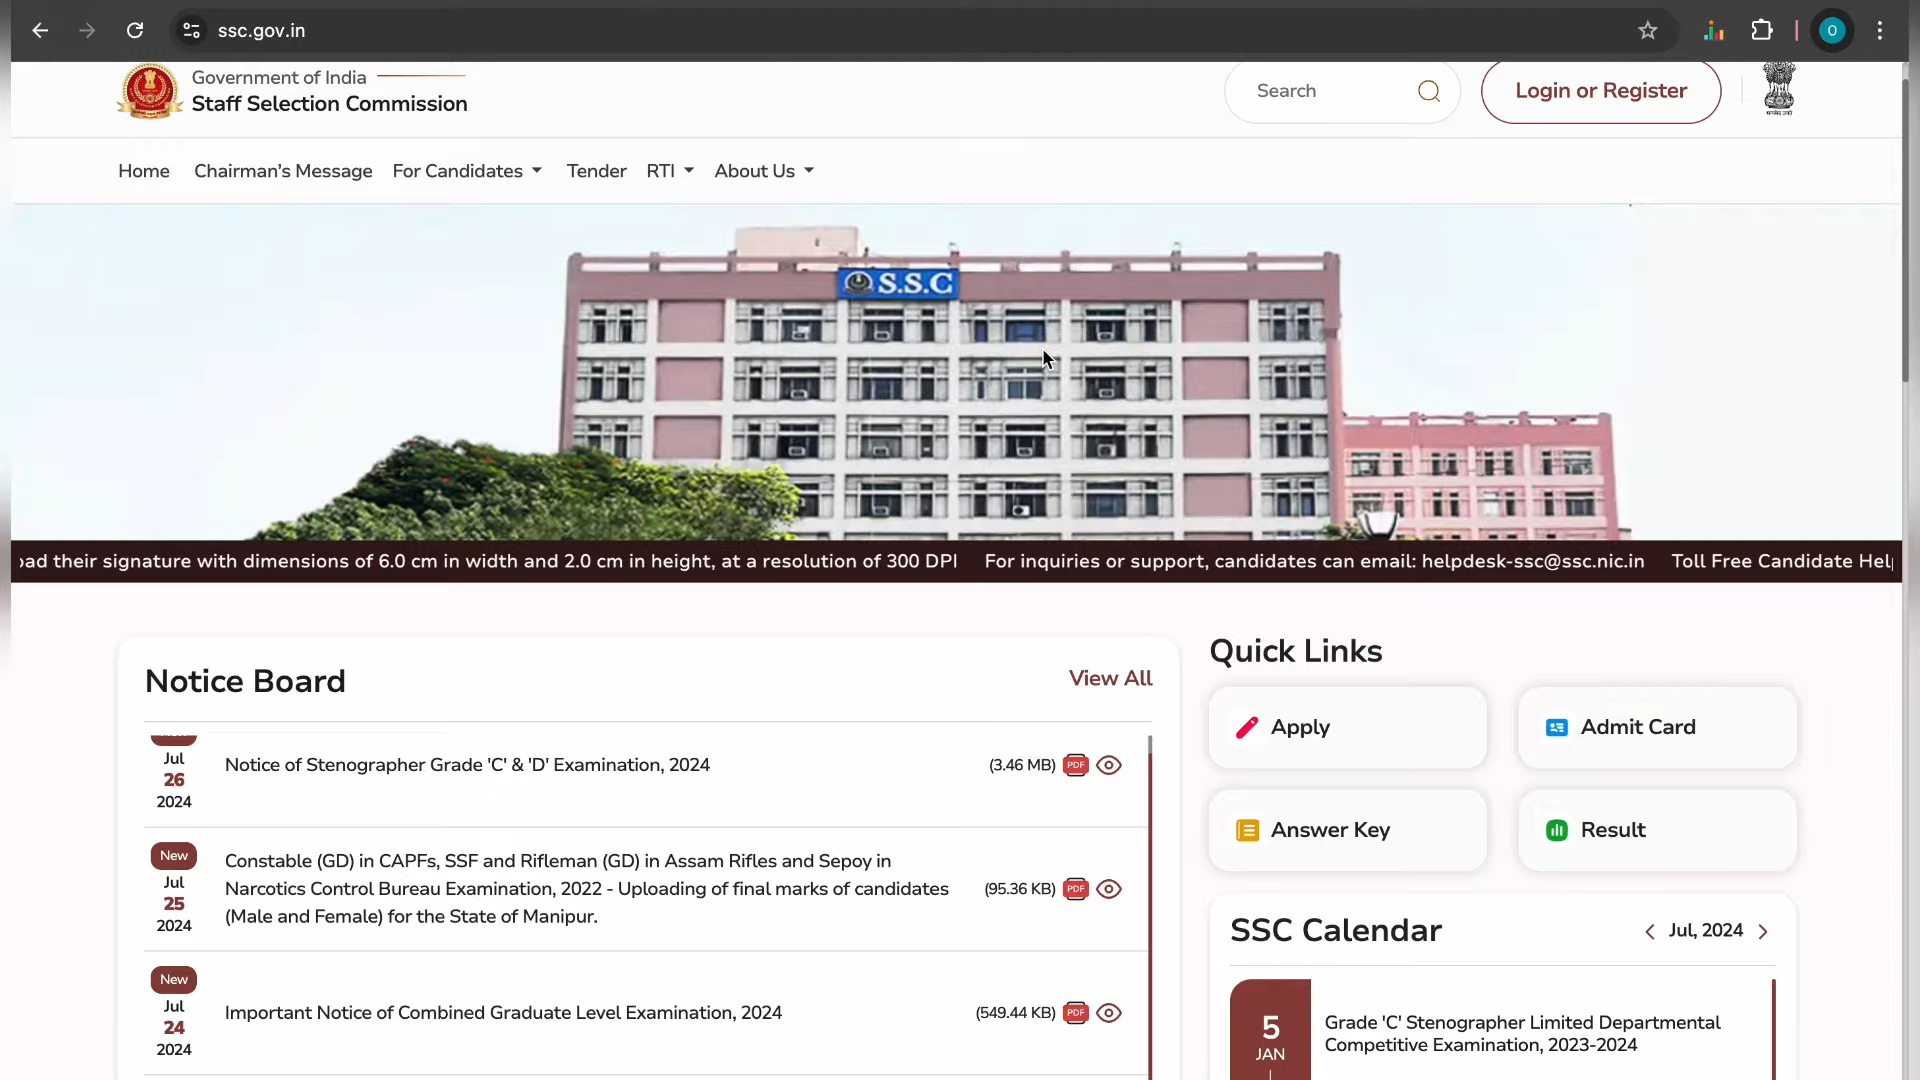 ssc.gov.in
O
Government of India
Staff Selection Commission
Search
Login or Register
Home
Chairman's Message
For Candidates
Tender
RTI
About Us
S.S.C
their signature with dimensions of 6.0 cm in width and 2.0 cm in height, at a resolution of 300 DPI For inquiries or support, candidates can email: helpdesk-ssc@ssc.nic.in Toll Free Candidate
Notice Board
View All
Jul
26
2024
Notice of Stenographer Grade 'C' & 'D' Examination, 2024
(3.46 MB) PDF
New
Jul
25
2024
Constable (GD) in CAPFs, SSF and Rifleman (GD) in Assam Rifles and Sepoy in
Narcotics Control Bureau Examination, 2022 - Uploading of final marks of candidates
(Male and Female) for the State of Manipur.
(95.36 KB) PDF
New
Jul
24
2024
Important Notice of Combined Graduate Level Examination, 2024
(549.44 KB) PDF
Quick Links
Apply
Admit Card
Answer Key
Result
SSC Calendar
Jul, 2024
5
JAN
Grade 'C' Stenographer Limited Departmental
Competitive Examination, 2023-2024